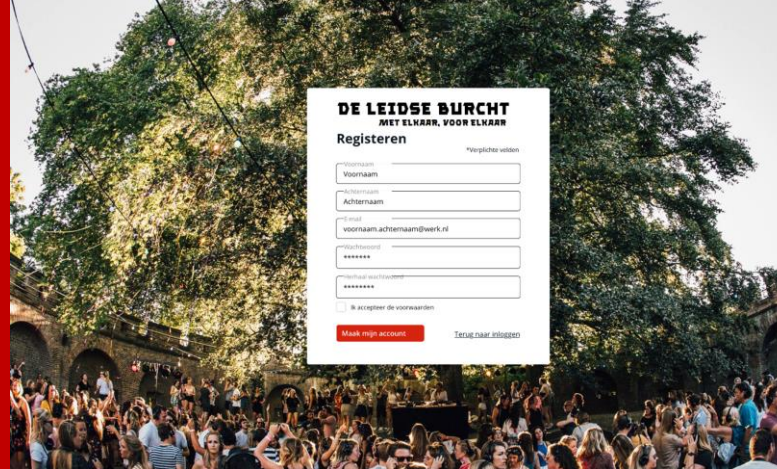 DE LEIDSE BURCHT
MET ELKAAR, VOOR ELKAAR
Registeren
*Verplichte velden
Voornaam
Voornaam
Achternaam
Achternaam
E-mail
voornaam.achternaam@werk.nl
Wachtwoord
*******
Herhaal wachtwoord
********
Ik accepteer de voorwaarden
Maak mijn account
Terug naar inloggen